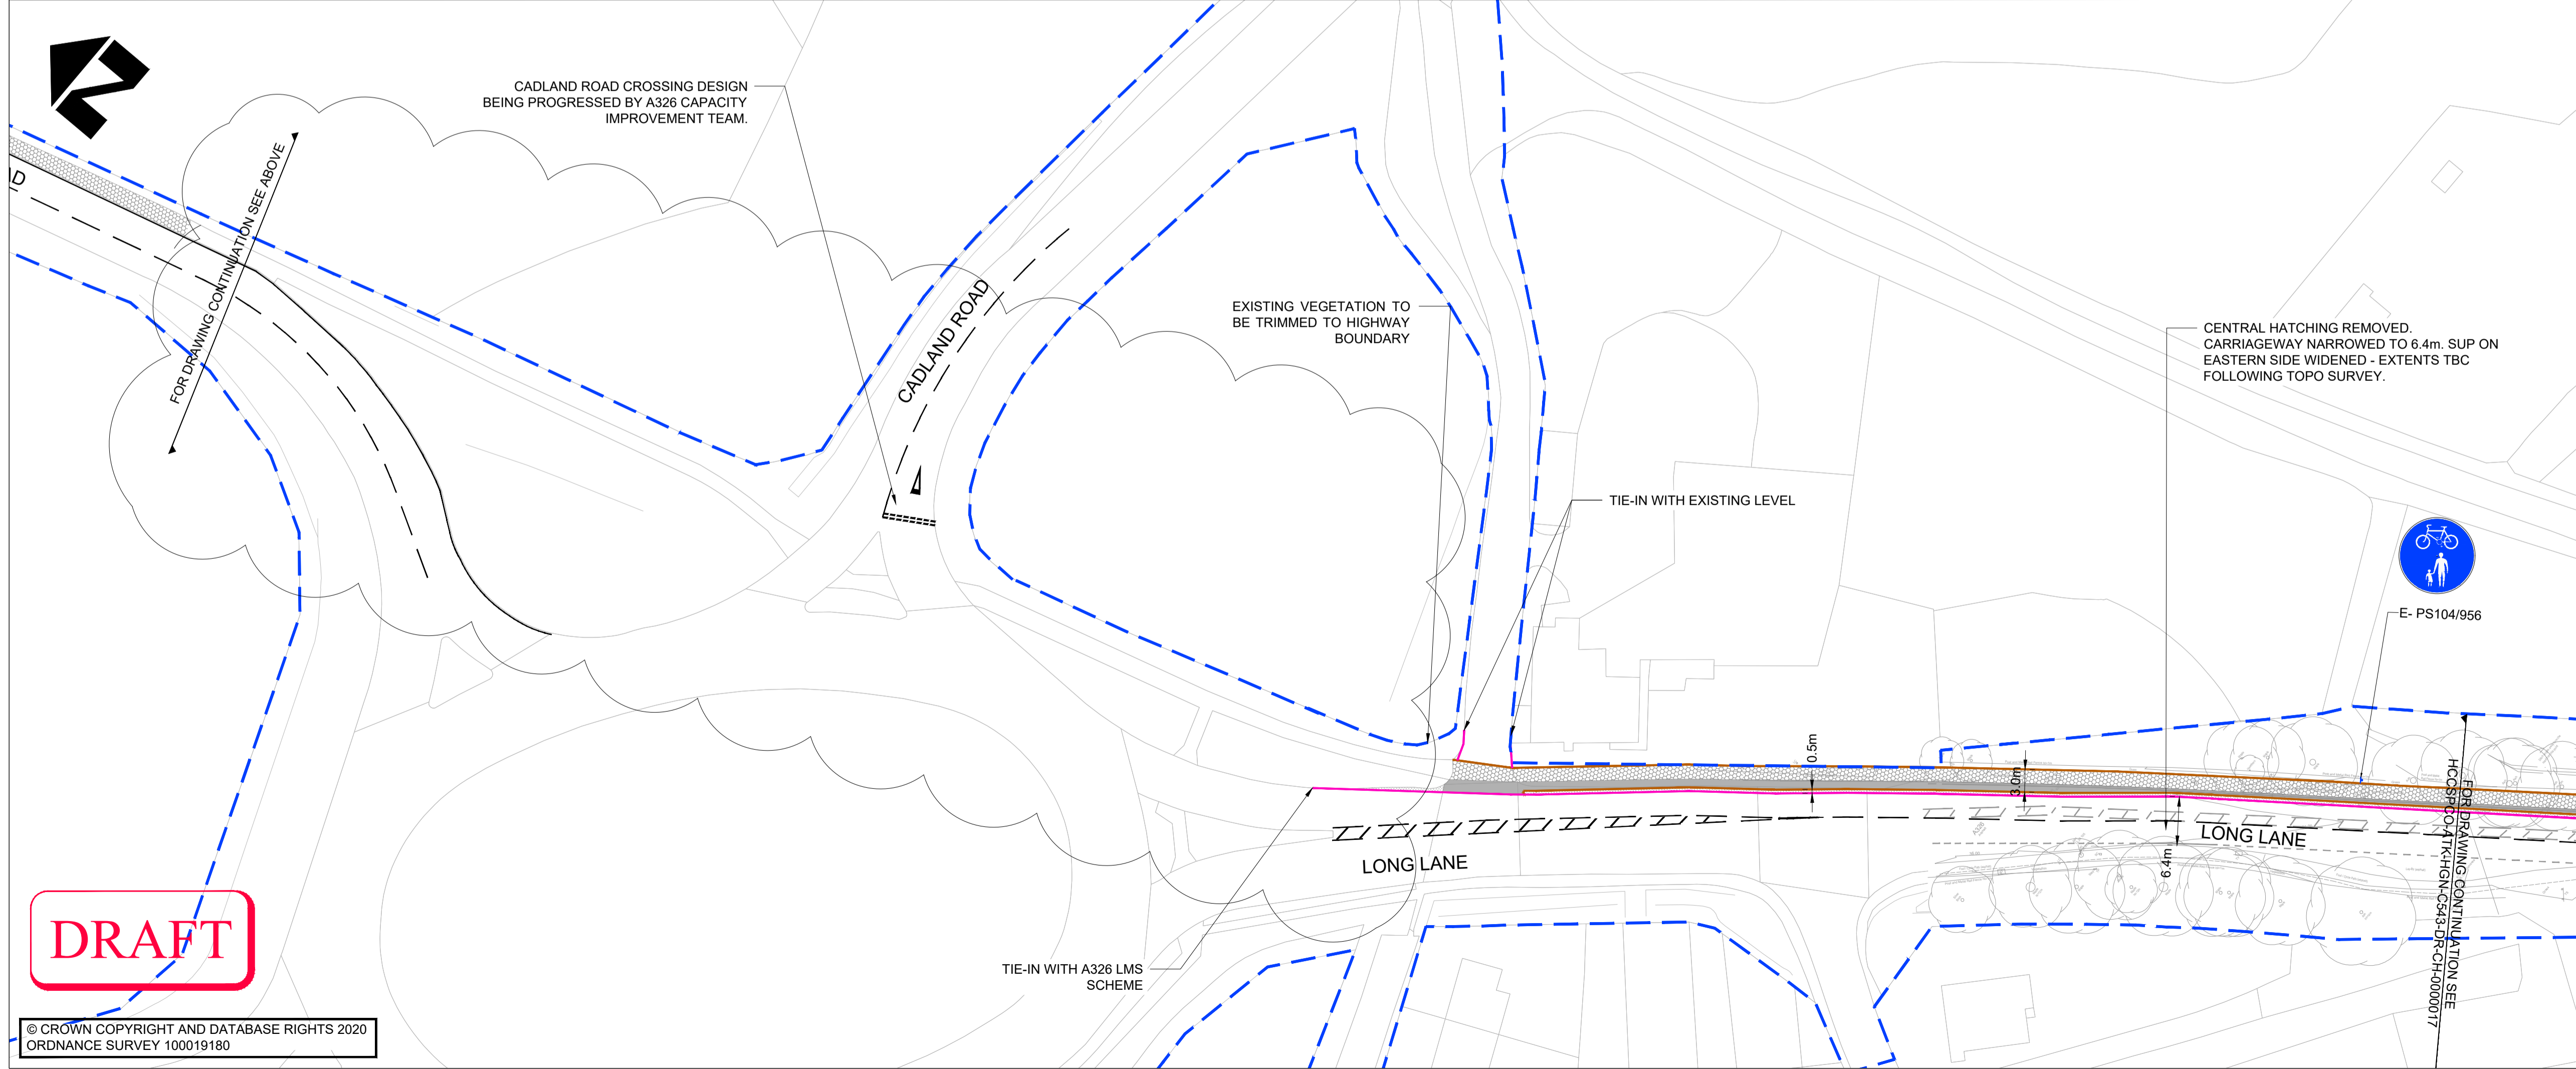 CADLAND ROAD CROSSING DESIGN
BEING PROGRESSED BY A326 CAPACITY
IMPROVEMENT TEAM.
FOR DRAWING CONTINUATION SEE ABOVE
CADLAND ROAD
EXISTING VEGETATION TO
BE TRIMMED TO HIGHWAY
BOUNDARY
CENTRAL HATCHING REMOVED.
CARRIAGEWAY NARROWED TO 6.4m. SUP ON
EASTERN SIDE WIDENED - EXTENTS TBC
FOLLOWING TOPO SURVEY.
TIE-IN WITH EXISTING LEVEL
E- PS104/956
0.5m
3.0m
6.4m
LONG LANE
LONG LANE
FOR DRAWING CONTINUATION SEE
HCCSPCO-ATK-HGN-C543-DR-CH-0000017
TIE-IN WITH A326 LMS
SCHEME
DRAFT
© CROWN COPYRIGHT AND DATABASE RIGHTS 2020
ORDNANCE SURVEY 100019180